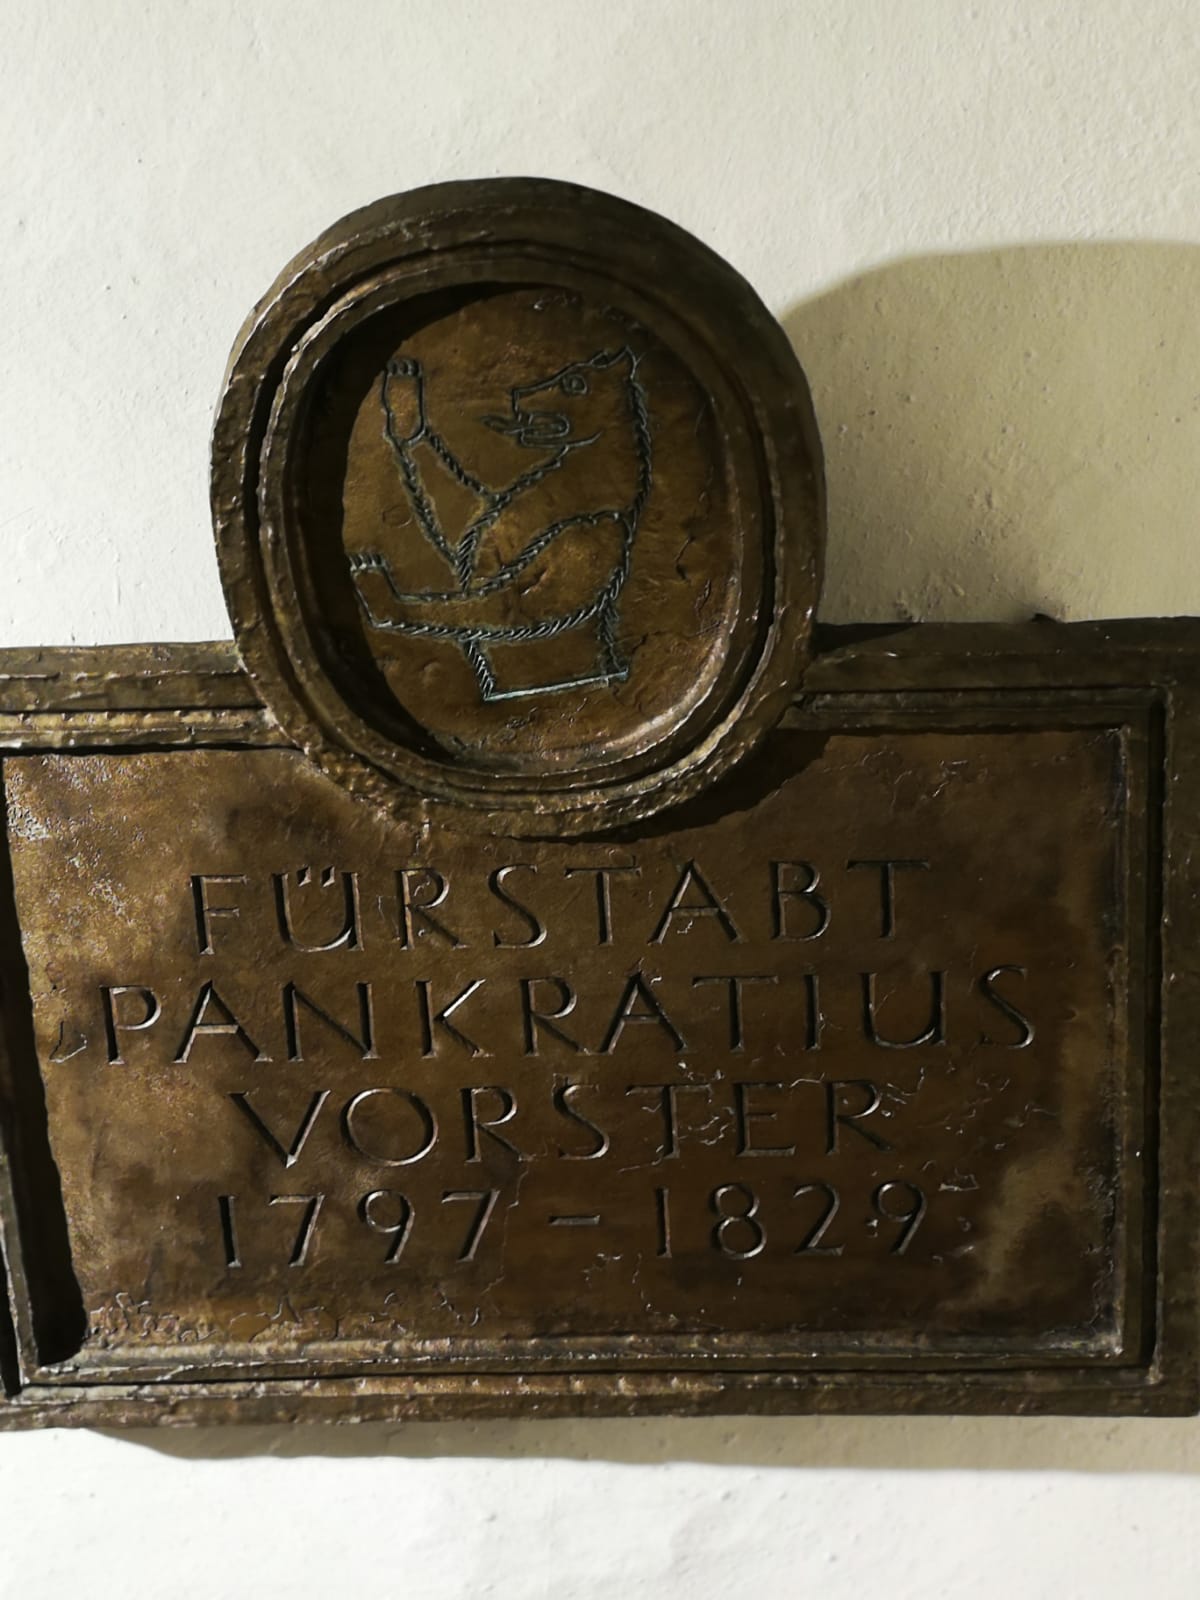 FÜRSTABT
PANKRATIUS
VORSTER
1797 – 1829